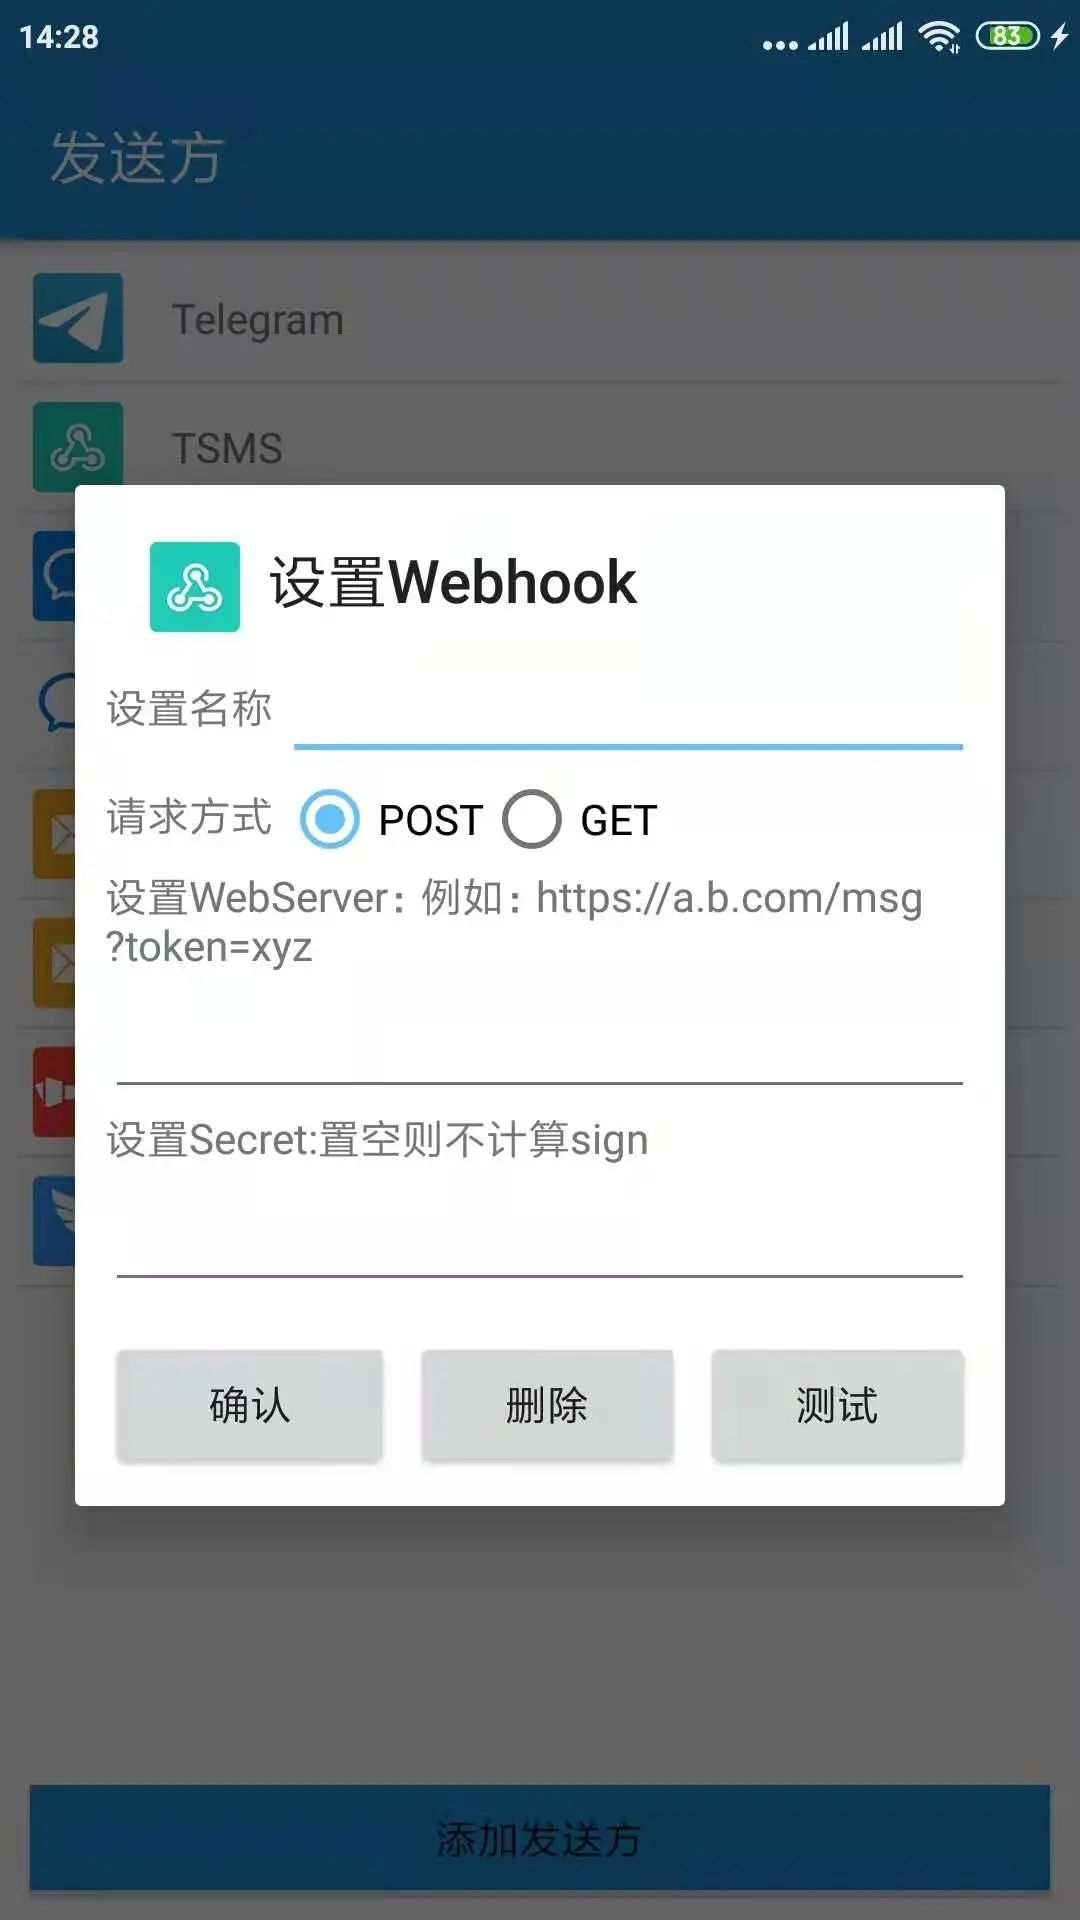 14:28
83
发送方
Telegram
TSMS
设置Webhook
设置名称
请求方式 POST GET
设置WebServer：例如：https://a.b.com/msg
?token=xyz
设置Secret:置空则不计算sign
确认 删除 测试
添加发送方